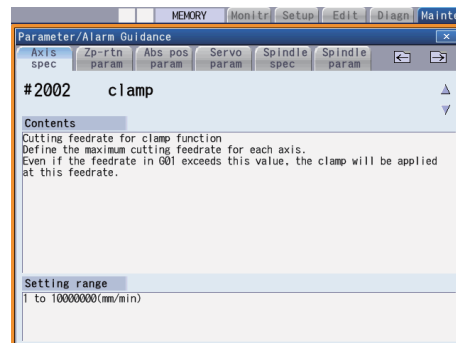 MEMORY Monitr Setup Edit Diagn Mainte
Parameter/Alarm Guidance
Axis spec Zp-rtn param Abs pos param Servo param Spindle spec Spindle param
#2002 clamp
Contents
Cutting feedrate for clamp function
Define the maximum cutting feedrate for each axis.
Even if the feedrate in G01 exceeds this value, the clamp will be applied
at this feedrate.
Setting range
1 to 10000000(mm/min)